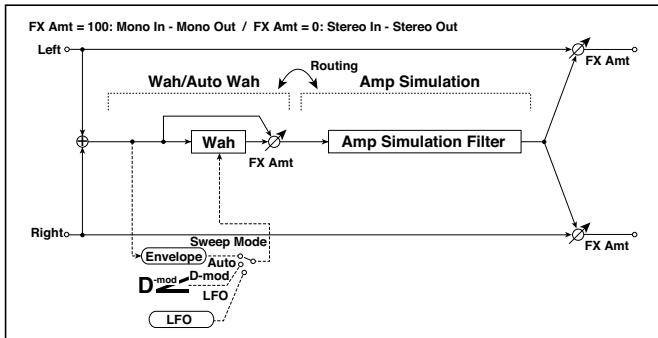 FX Amt = 100: Mono In - Mono Out / FX Amt = 0: Stereo In - Stereo Out
Left
FX Amt
Routing
Wah/Auto Wah
Amp Simulation
Wah
FX Amt
Amp Simulation Filter
Right
FX Amt
Sweep Mode
Envelope
Auto
D-mod
D-mod
LFO
LFO